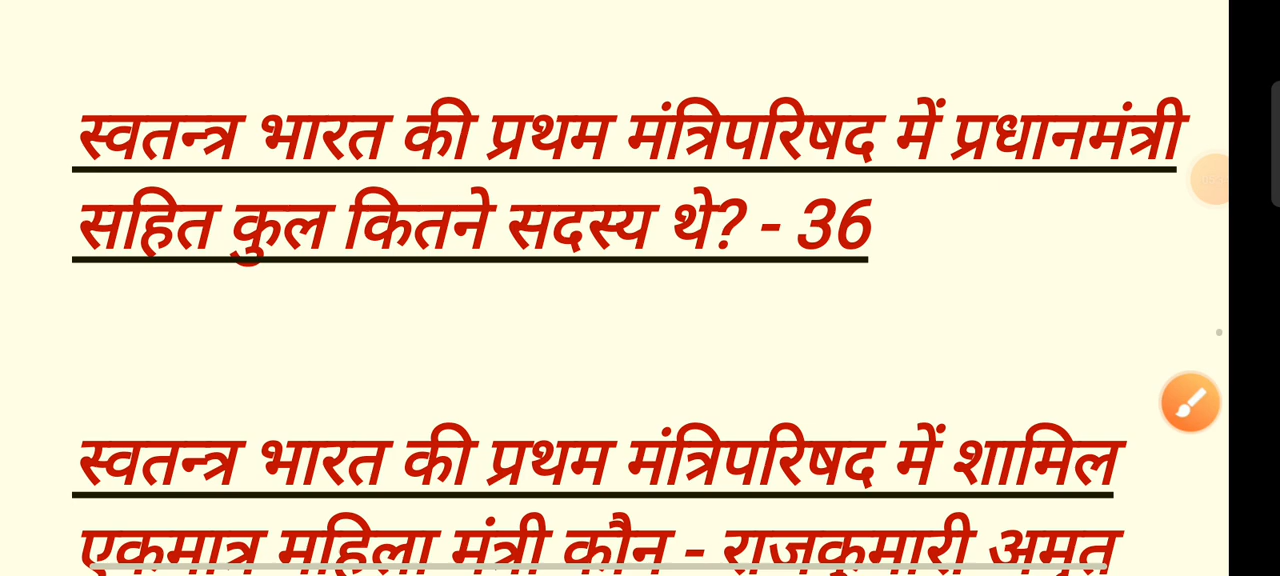 स्वतन्त्र भारत की प्रथम मंत्रिपरिषद में प्रधानमंत्री
सहित कुल कितने सदस्य थे? - 36
स्वतन्त्र भारत की प्रथम मंत्रिपरिषद में शामिल
एकमात्र महिला मंत्री कौन - राजकुमारी अमृत